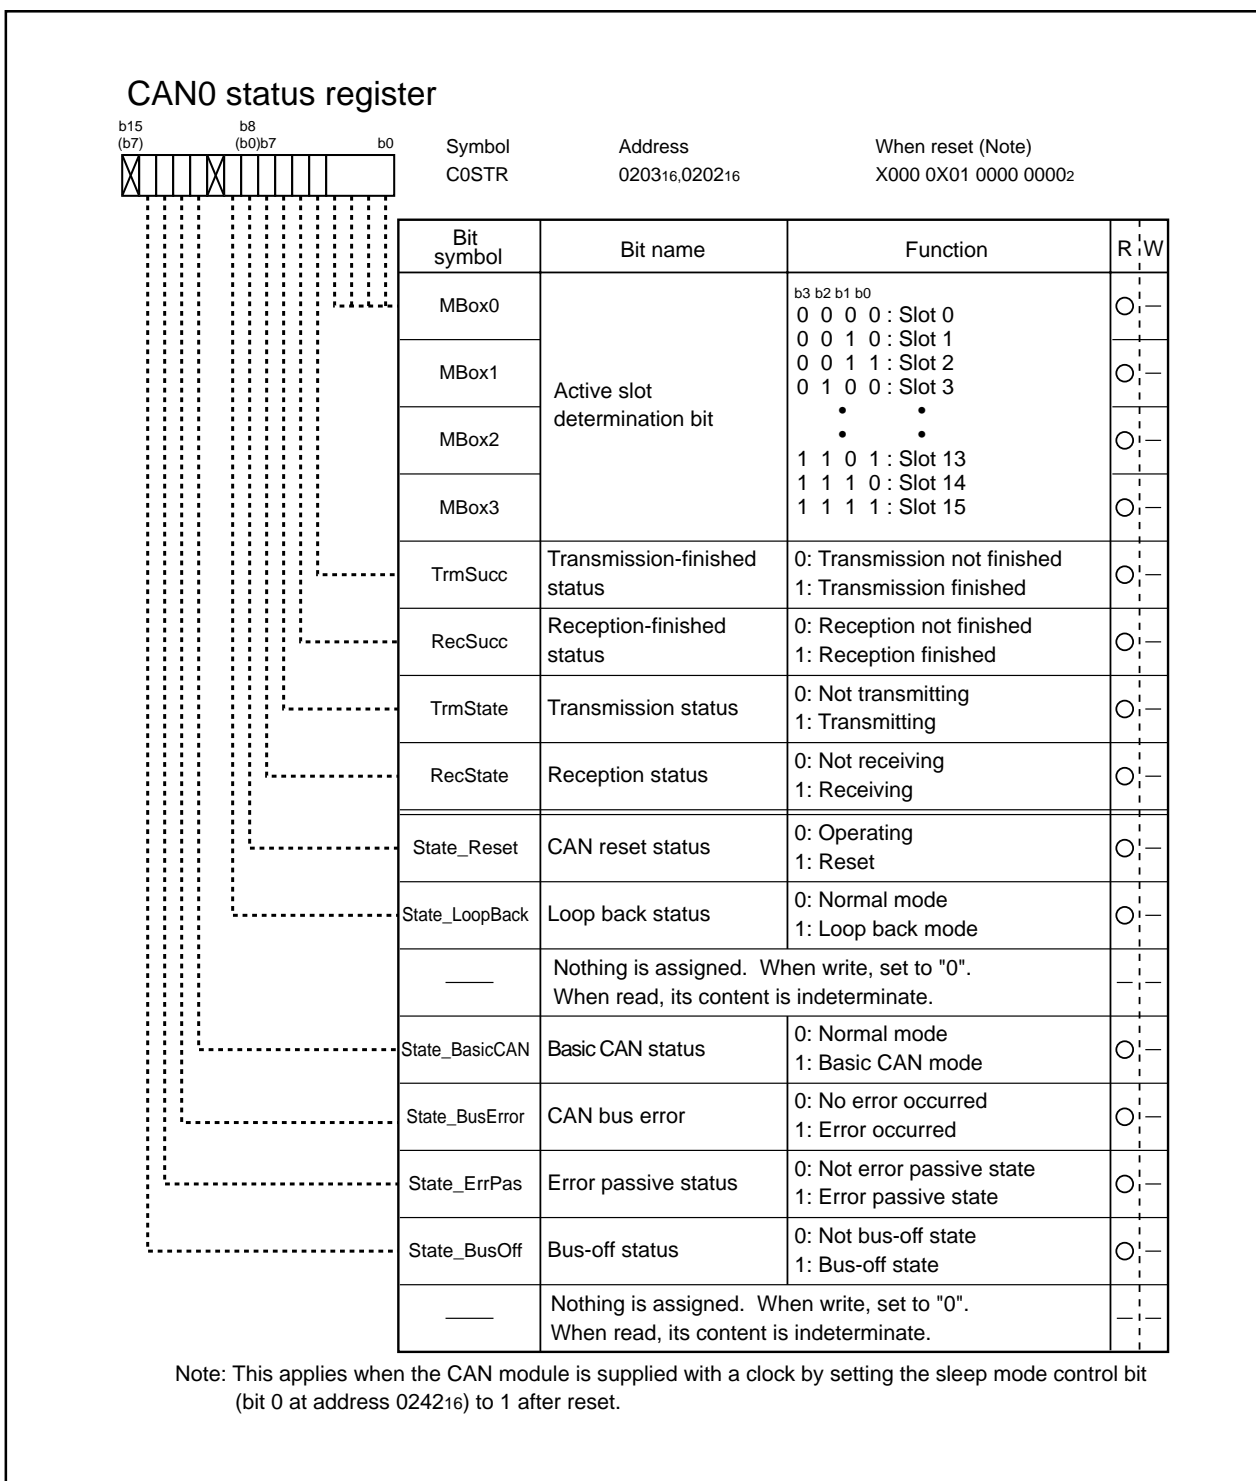 CAN0 status register
b15 b8
(b7) (b0)b7 b0
Symbol Address When reset (Note)
C0STR 020316,020216 X000 0X01 0000 00002
Bit symbol Bit name Function R W
b3 b2 b1 b0
MBox0 0 0 0 0 : Slot 0
0 0 1 0 : Slot 1
MBox1 0 0 1 1 : Slot 2
Active slot 0 1 0 0 : Slot 3
determination bit
MBox2 1 1 0 1 : Slot 13
1 1 1 0 : Slot 14
MBox3 1 1 1 1 : Slot 15
TrmSucc Transmission-finished status 0: Transmission not finished
1: Transmission finished
RecSucc Reception-finished status 0: Reception not finished
1: Reception finished
TrmState Transmission status 0: Not transmitting
1: Transmitting
RecState Reception status 0: Not receiving
1: Receiving
State_Reset CAN reset status 0: Operating
1: Reset
State_LoopBack Loop back status 0: Normal mode
1: Loop back mode
Nothing is assigned. When write, set to "0".
When read, its content is indeterminate.
State_BasicCAN Basic CAN status 0: Normal mode
1: Basic CAN mode
State_BusError CAN bus error 0: No error occurred
1: Error occurred
State_ErrPas Error passive status 0: Not error passive state
1: Error passive state
State_BusOff Bus-off status 0: Not bus-off state
1: Bus-off state
Nothing is assigned. When write, set to "0".
When read, its content is indeterminate.
Note: This applies when the CAN module is supplied with a clock by setting the sleep mode control bit
(bit 0 at address 024216) to 1 after reset.